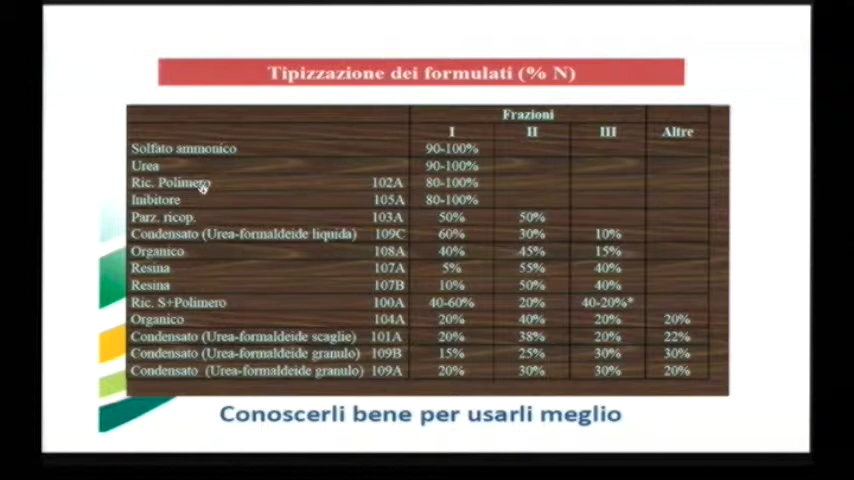 Tipizzazione dei formulati (% N)
Frazioni
I II III Altre
Solfato ammonico 90-100%
Urea 90-100%
Ric. Polimero 102A 80-100%
Inibitore 105A 80-100%
Parz. ricop. 103A 50% 50%
Condensato (Urea-formaldeide liquida) 109C 60% 30% 10%
Organico 108A 40% 45% 15%
Resina 107A 5% 55% 40%
Resina 107B 10% 50% 40%
Ric. S+Polimero 100A 40-60% 20% 40-20%*
Organico 104A 20% 40% 20% 20%
Condensato (Urea-formaldeide scaglie) 101A 20% 38% 20% 22%
Condensato (Urea-formaldeide granulo) 109B 15% 25% 30% 30%
Condensato (Urea-formaldeide granulo) 109A 20% 30% 30% 20%
Conoscerli bene per usarli meglio